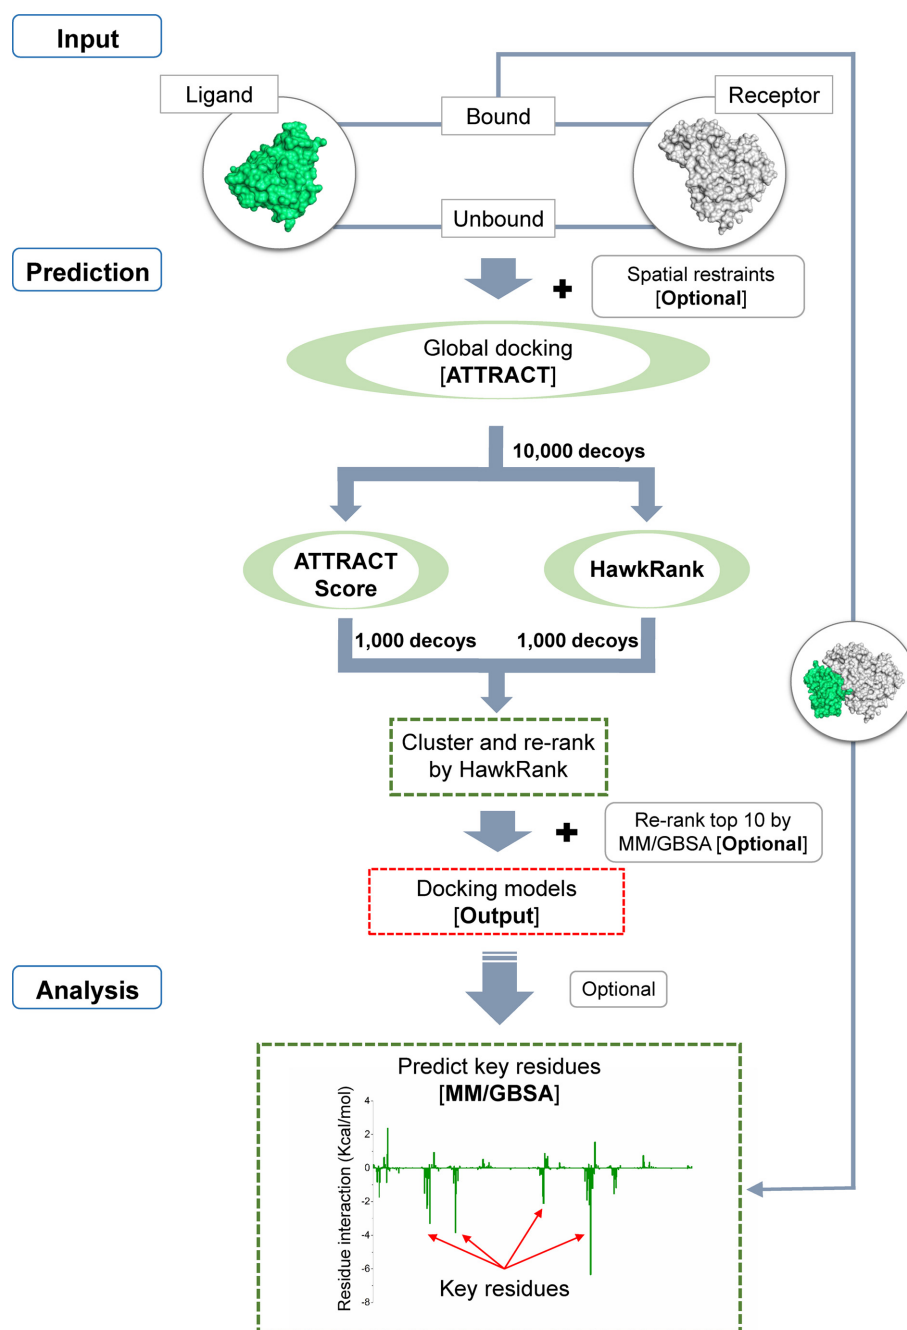 Input
Ligand
Receptor
Bound
Unbound
Prediction
Spatial restraints
[Optional]
Global docking
[ATTRACT]
10,000 decoys
ATTRACT
Score
HawkRank
1,000 decoys
1,000 decoys
Cluster and re-rank
by HawkRank
Re-rank top 10 by
MM/GBSA [Optional]
Docking models
[Output]
Analysis
Optional
Predict key residues
[MM/GBSA]
Residue interaction (Kcal/mol)
4
2
0
-2
-4
-6
-8
Key residues